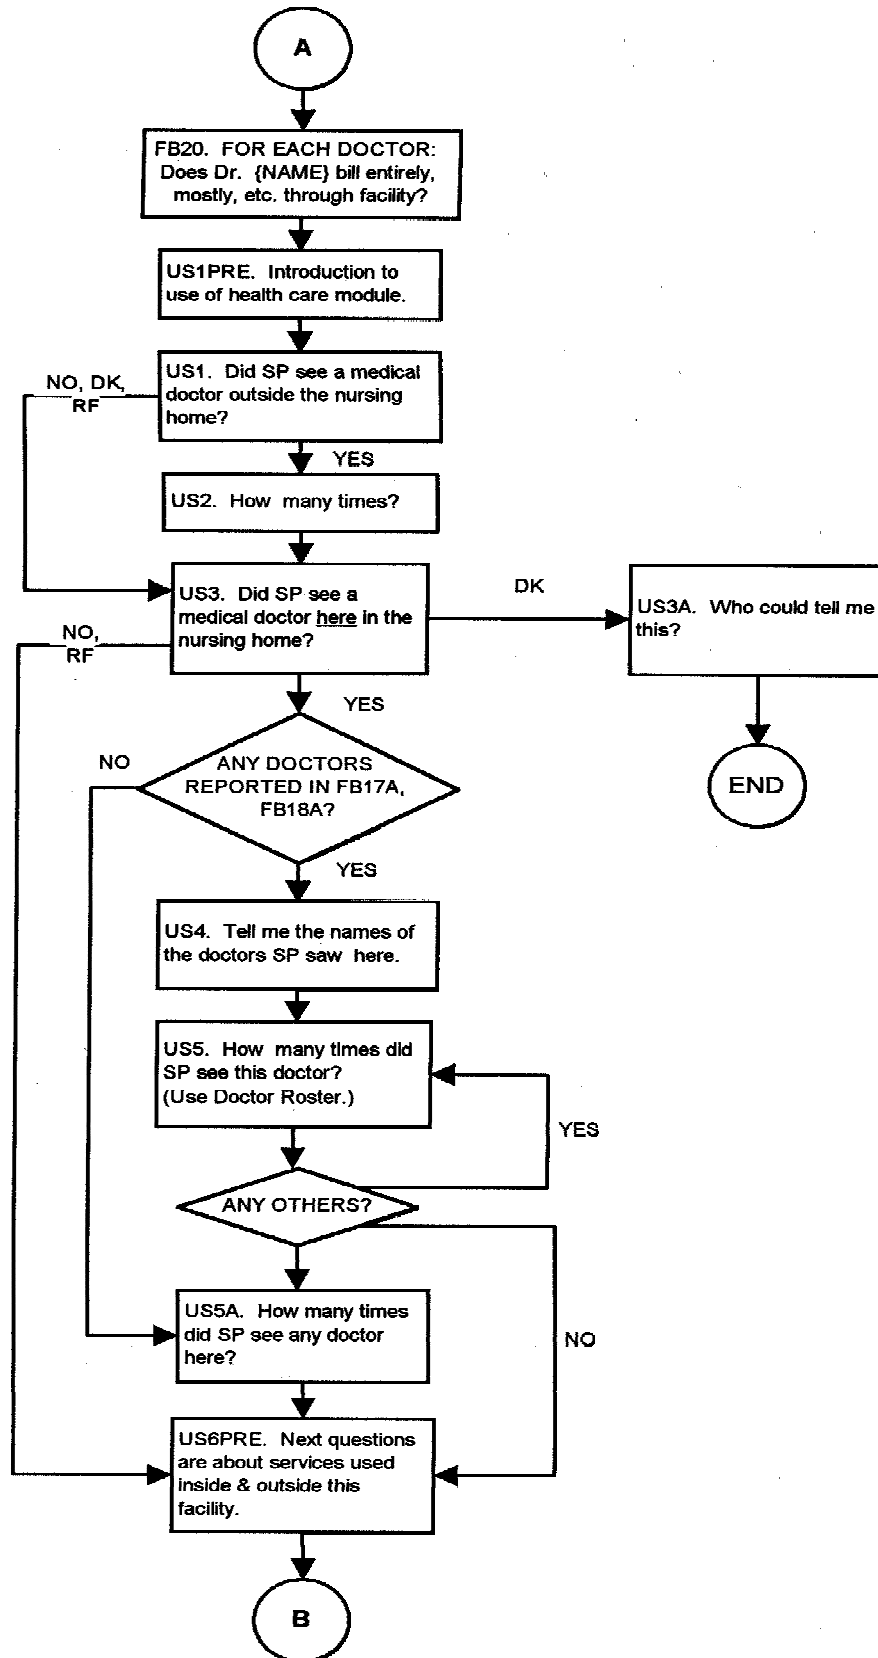 A
FB20. FOR EACH DOCTOR:
Does Dr. {NAME} bill entirely,
mostly, etc. through facility?
US1PRE. Introduction to
use of health care module.
US1. Did SP see a medical
doctor outside the nursing
home?
NO, DK,
RF
YES
US2. How many times?
US3. Did SP see a
medical doctor here in the
nursing home?
DK
US3A. Who could tell me
this?
NO,
RF
YES
END
NO
ANY DOCTORS
REPORTED IN FB17A,
FB18A?
YES
US4. Tell me the names of
the doctors SP saw here.
US5. How many times did
SP see this doctor?
(Use Doctor Roster.)
YES
ANY OTHERS?
US5A. How many times
did SP see any doctor
here?
NO
US6PRE. Next questions
are about services used
inside & outside this
facility.
B